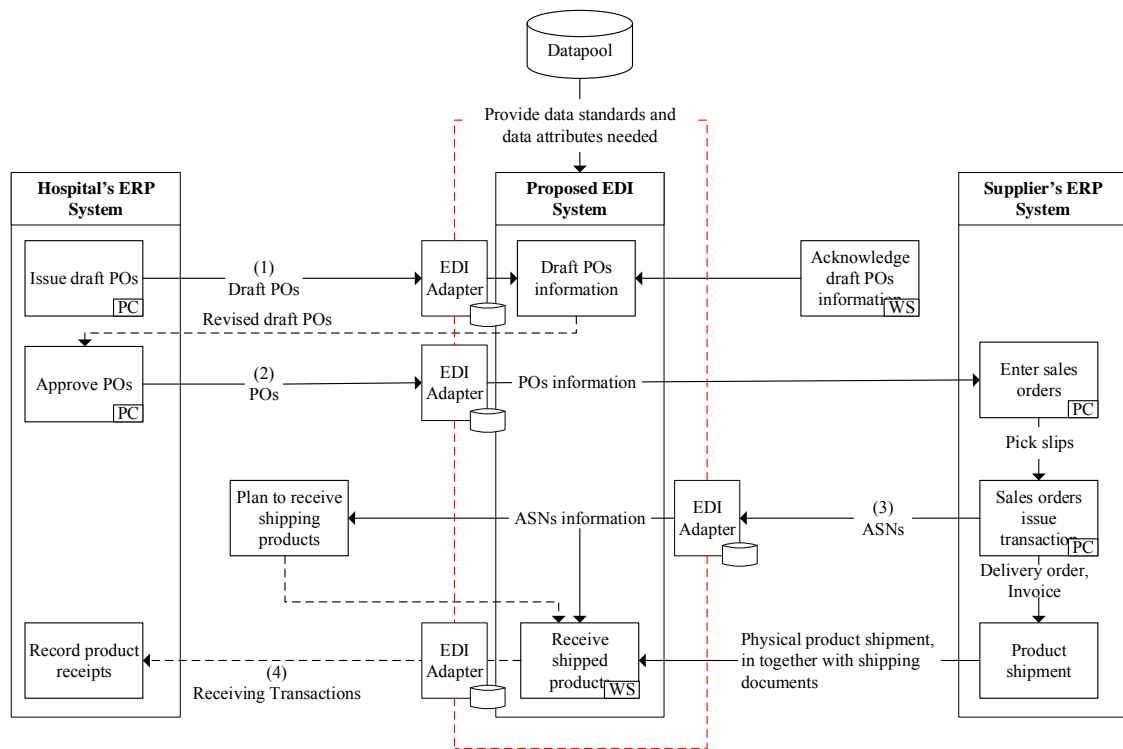 Datapool
Provide data standards and
data attributes needed
Hospital's ERP
System
Proposed EDI
System
Supplier's ERP
System
Issue draft POs
PC
(1)
Draft POs
EDI
Adapter
Draft POs
information
Acknowledge
draft POs
information
WS
Revised draft POs
Approve POs
PC
(2)
POs
EDI
Adapter
POs information
Enter sales
orders
PC
Pick slips
Plan to receive
shipping
products
ASNs information
EDI
Adapter
(3)
ASNs
Sales orders
issue
transaction
PC
Delivery order,
Invoice
Record product
receipts
(4)
Receiving Transactions
EDI
Adapter
Receive
shipped
products
WS
Physical product shipment,
in together with shipping
documents
Product
shipment